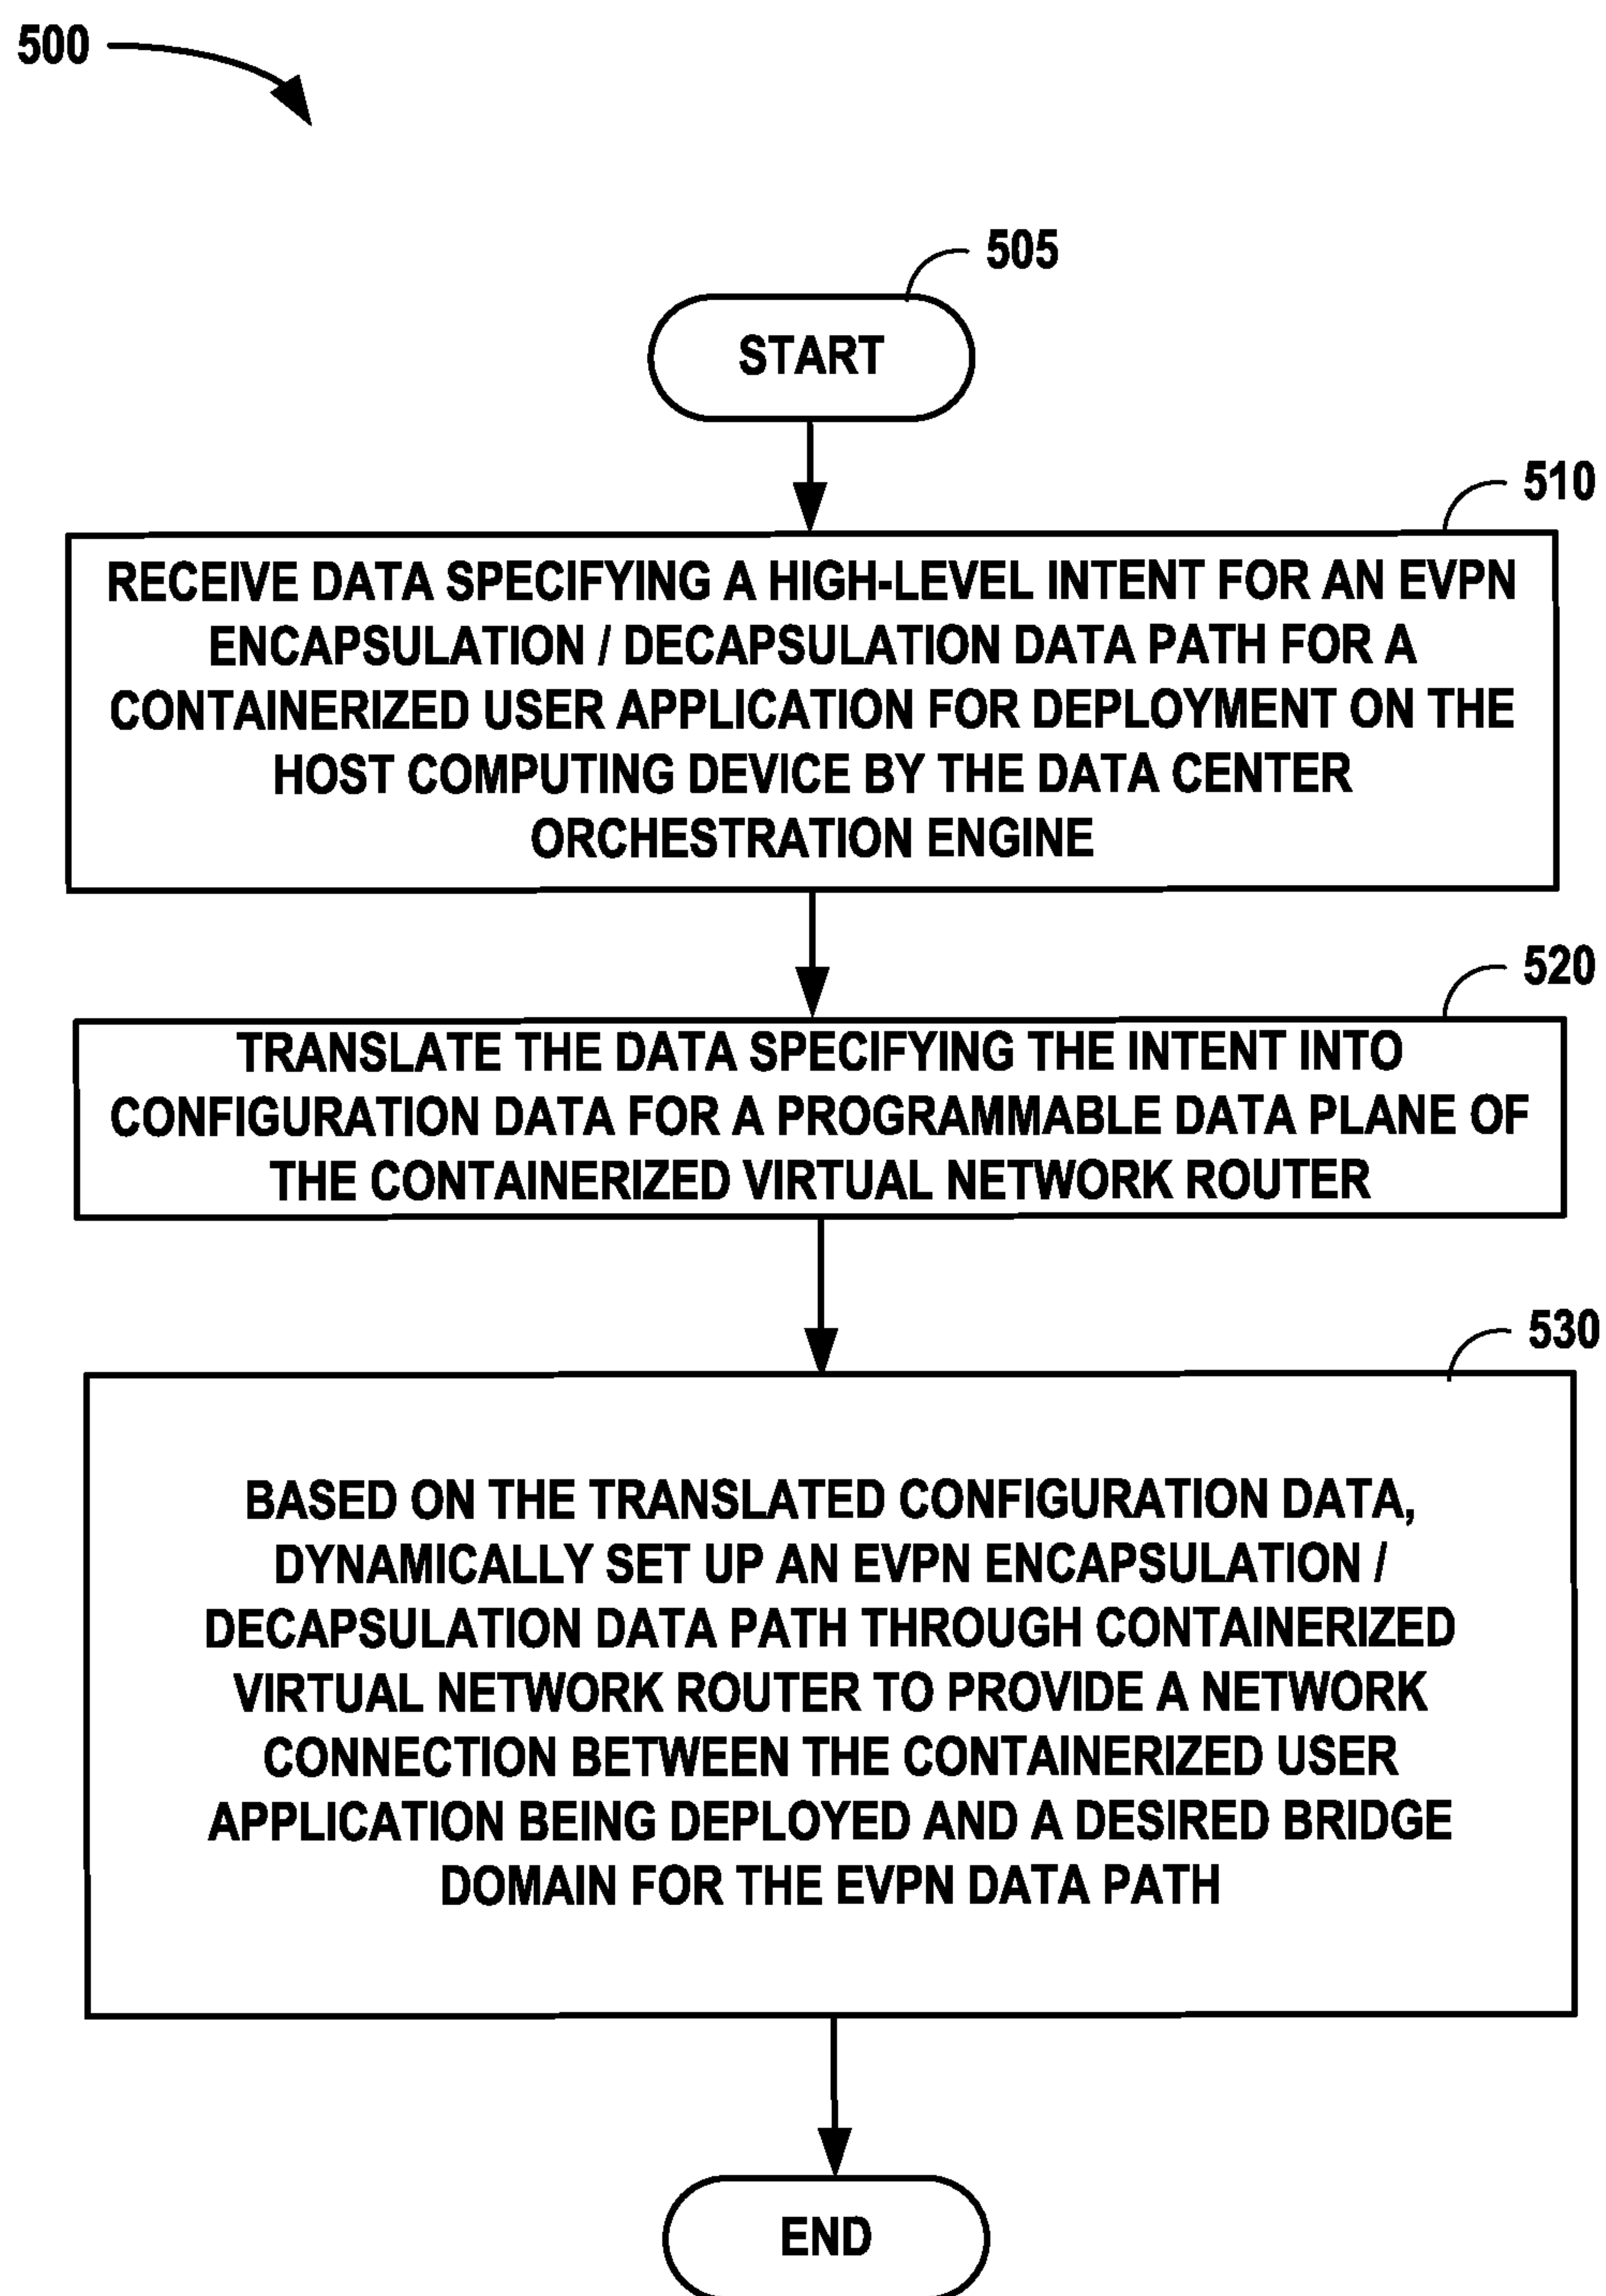 500
505
START
510
RECEIVE DATA SPECIFYING A HIGH-LEVEL INTENT FOR AN EVPN
ENCAPSULATION / DECAPSULATION DATA PATH FOR A
CONTAINERIZED USER APPLICATION FOR DEPLOYMENT ON THE
HOST COMPUTING DEVICE BY THE DATA CENTER
ORCHESTRATION ENGINE
520
TRANSLATE THE DATA SPECIFYING THE INTENT INTO
CONFIGURATION DATA FOR A PROGRAMMABLE DATA PLANE OF
THE CONTAINERIZED VIRTUAL NETWORK ROUTER
530
BASED ON THE TRANSLATED CONFIGURATION DATA,
DYNAMICALLY SET UP AN EVPN ENCAPSULATION /
DECAPSULATION DATA PATH THROUGH CONTAINERIZED
VIRTUAL NETWORK ROUTER TO PROVIDE A NETWORK
CONNECTION BETWEEN THE CONTAINERIZED USER
APPLICATION BEING DEPLOYED AND A DESIRED BRIDGE
DOMAIN FOR THE EVPN DATA PATH
END